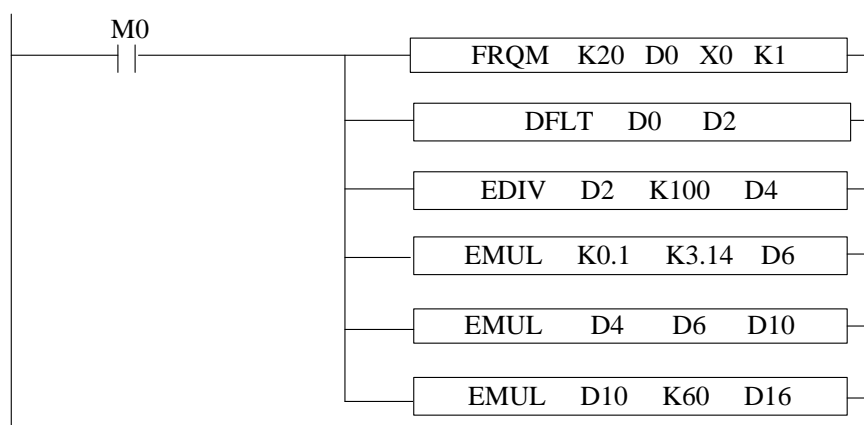 M0
FRQM K20 D0 X0 K1
DFLT D0 D2
EDIV D2 K100 D4
EMUL K0.1 K3.14 D6
EMUL D4 D6 D10
EMUL D10 K60 D16